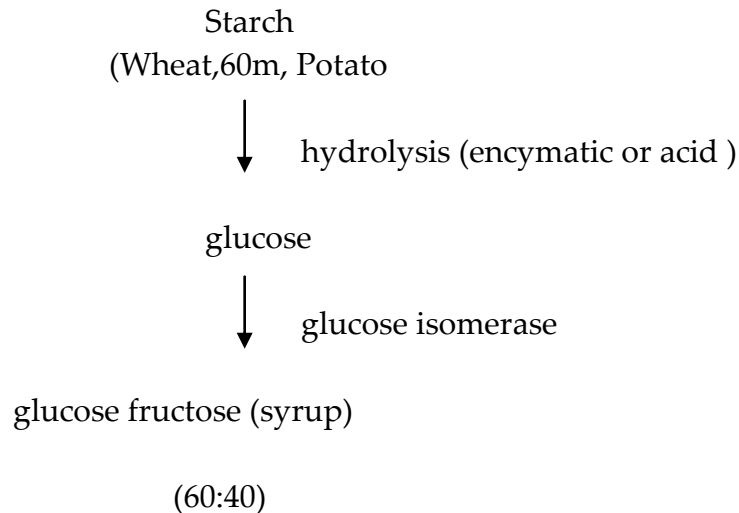 Starch
(Wheat,60m, Potato
hydrolysis (encymatic or acid )
glucose
glucose isomerase
glucose fructose (syrup)
(60:40)